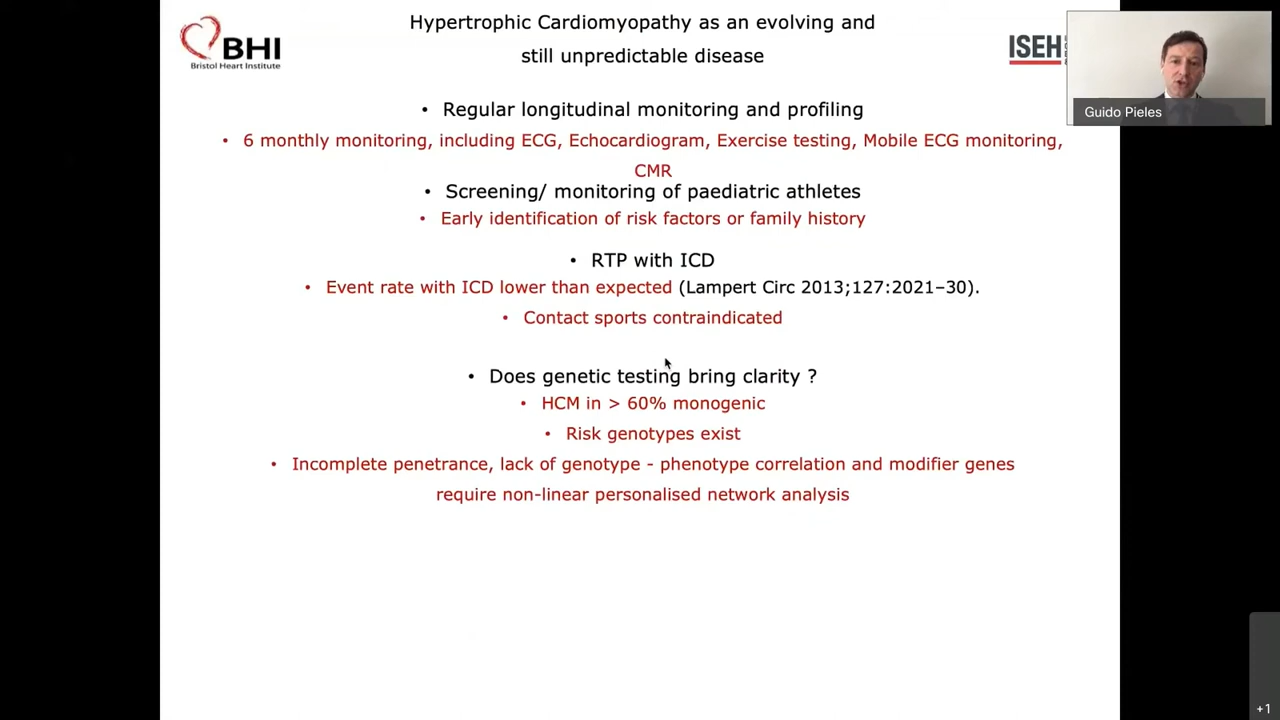 Hypertrophic Cardiomyopathy as an evolving and
still unpredictable disease
BHI
Bristol Heart Institute
ISEH
Guido Pieles
• Regular longitudinal monitoring and profiling
• 6 monthly monitoring, including ECG, Echocardiogram, Exercise testing, Mobile ECG monitoring,
CMR
• Screening/ monitoring of paediatric athletes
• Early identification of risk factors or family history
• RTP with ICD
• Event rate with ICD lower than expected (Lampert Circ 2013;127:2021–30).
• Contact sports contraindicated
• Does genetic testing bring clarity ?
• HCM in > 60% monogenic
• Risk genotypes exist
• Incomplete penetrance, lack of genotype - phenotype correlation and modifier genes
require non-linear personalised network analysis
+1